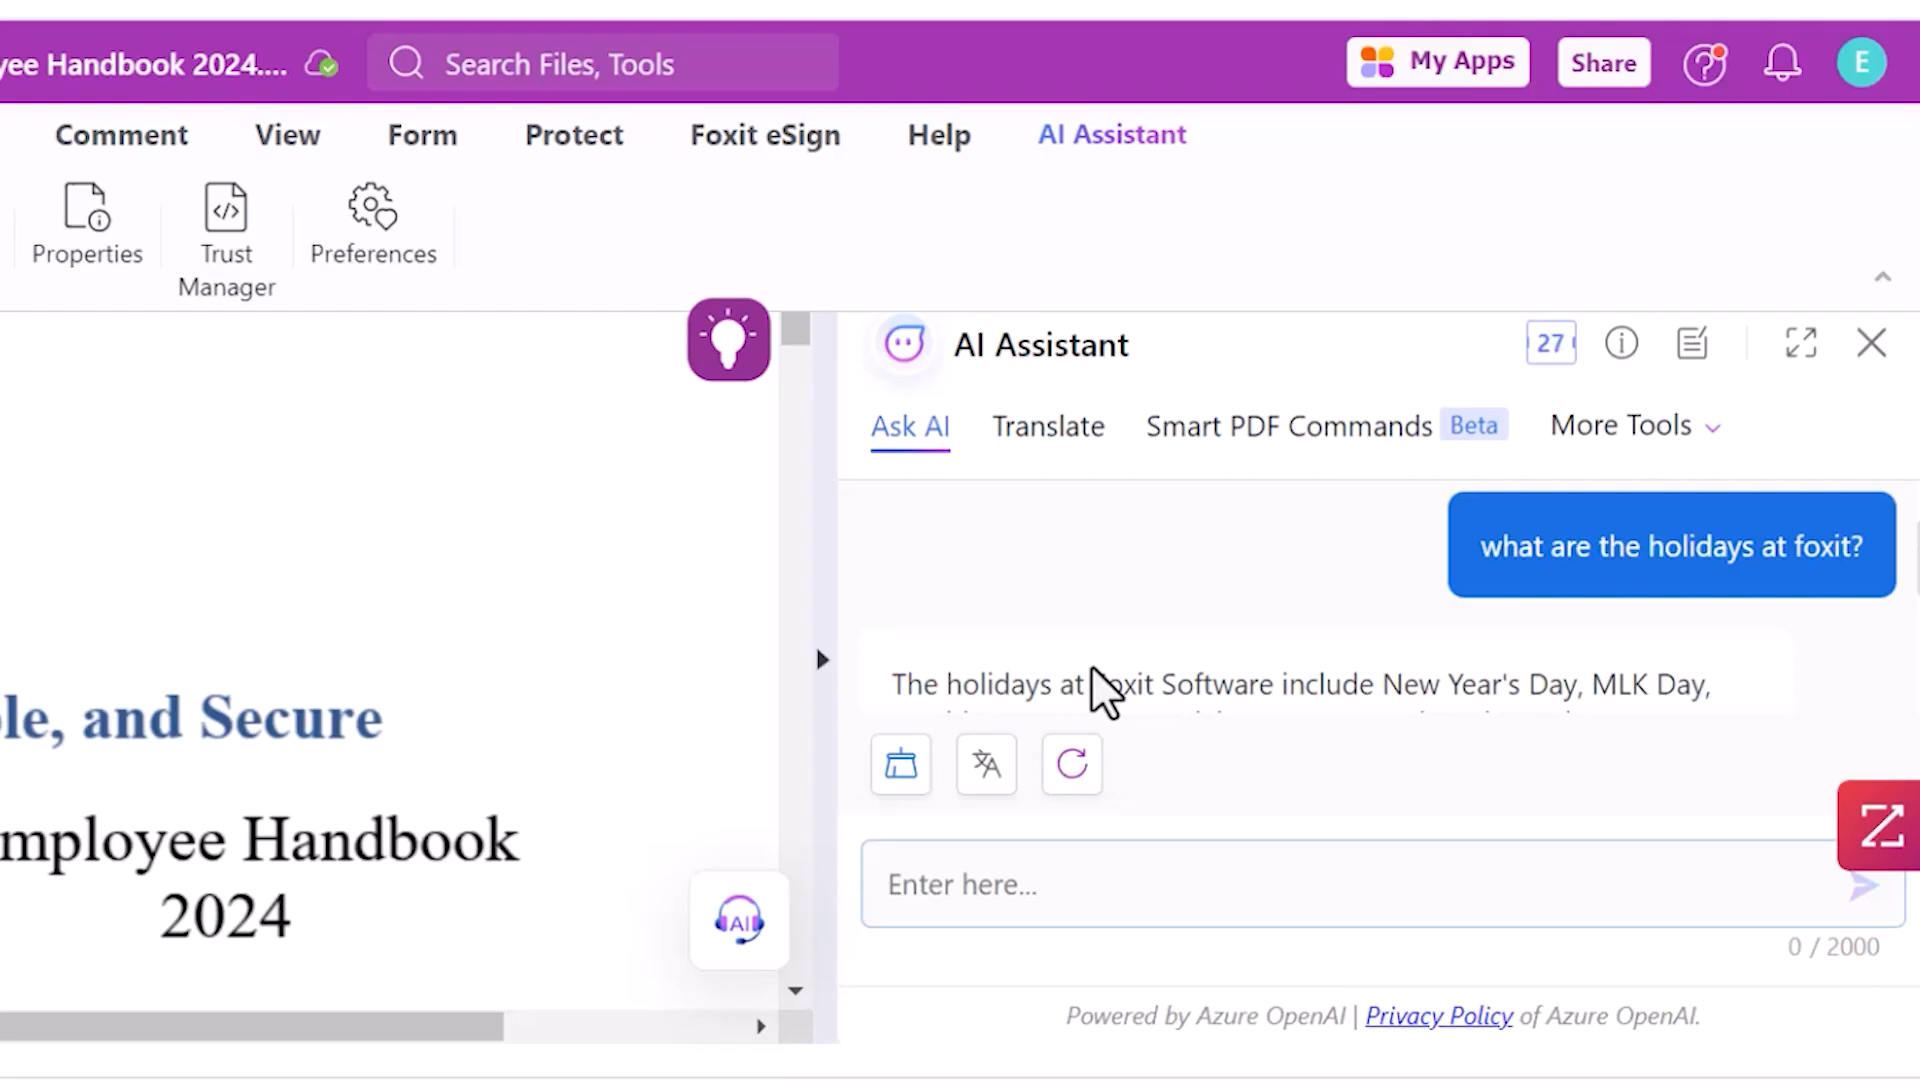 yee Handbook 2024....
Search Files, Tools
My Apps
Share
E
Comment
View
Form
Protect
Foxit eSign
Help
AI Assistant
Properties
Trust
Manager
Preferences
le, and Secure
mployee Handbook
2024
AI
AI Assistant
27
Ask AI
Translate
Smart PDF Commands
Beta
More Tools
what are the holidays at foxit?
The holidays at Foxit Software include New Year's Day, MLK Day,
Enter here...
0 / 2000
Powered by Azure OpenAI | Privacy Policy of Azure OpenAI.